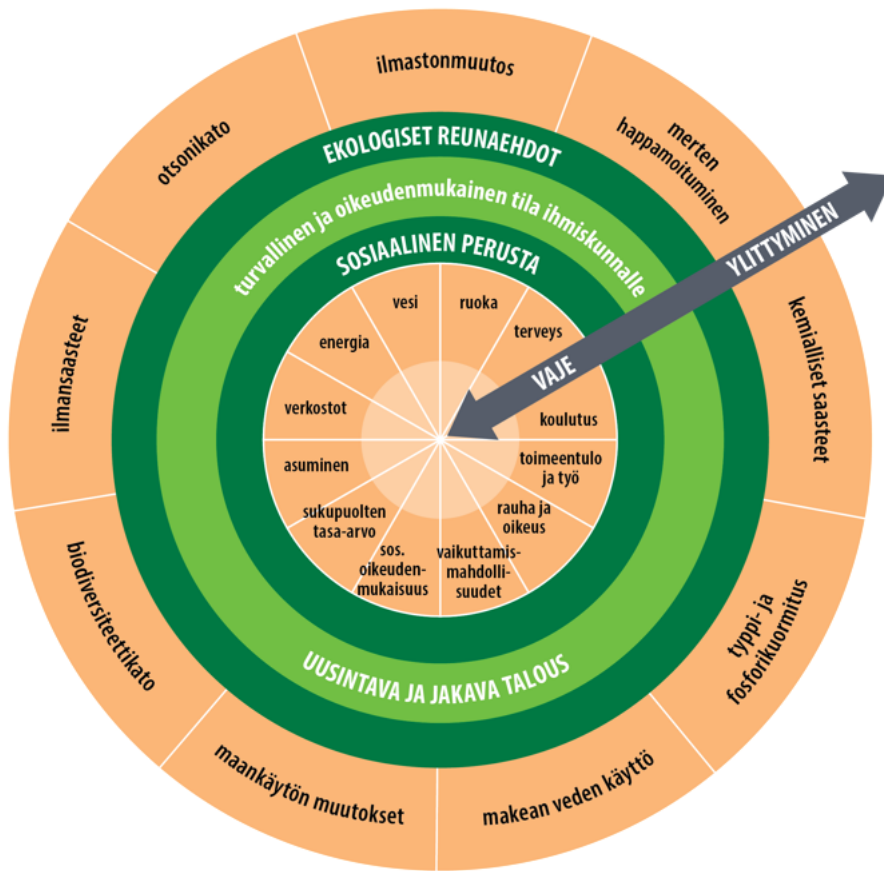 ilmastonmuutos
merten
happamoituminen
kemialliset saasteet
typpi- ja
fosforikuormitus
makean veden käyttö
maankäytön muutokset
biodiversiteettikato
ilmansaasteet
otsonikato
EKOLOGISET REUNAEHDOT
turvallinen ja oikeudenmukainen tila ihmiskunnalle
SOSIAALINEN PERUSTA
YLITTYMINEN
VAJE
vesi
ruoka
terveys
koulutus
toimeentulo
ja työ
rauha ja
oikeus
vaikuttamis-
mahdolli-
suudet
sos.
oikeuden-
mukaisuus
sukupuolten
tasa-arvo
asuminen
verkostot
energia
UUSINTAVA JA JAKAVA TALOUS